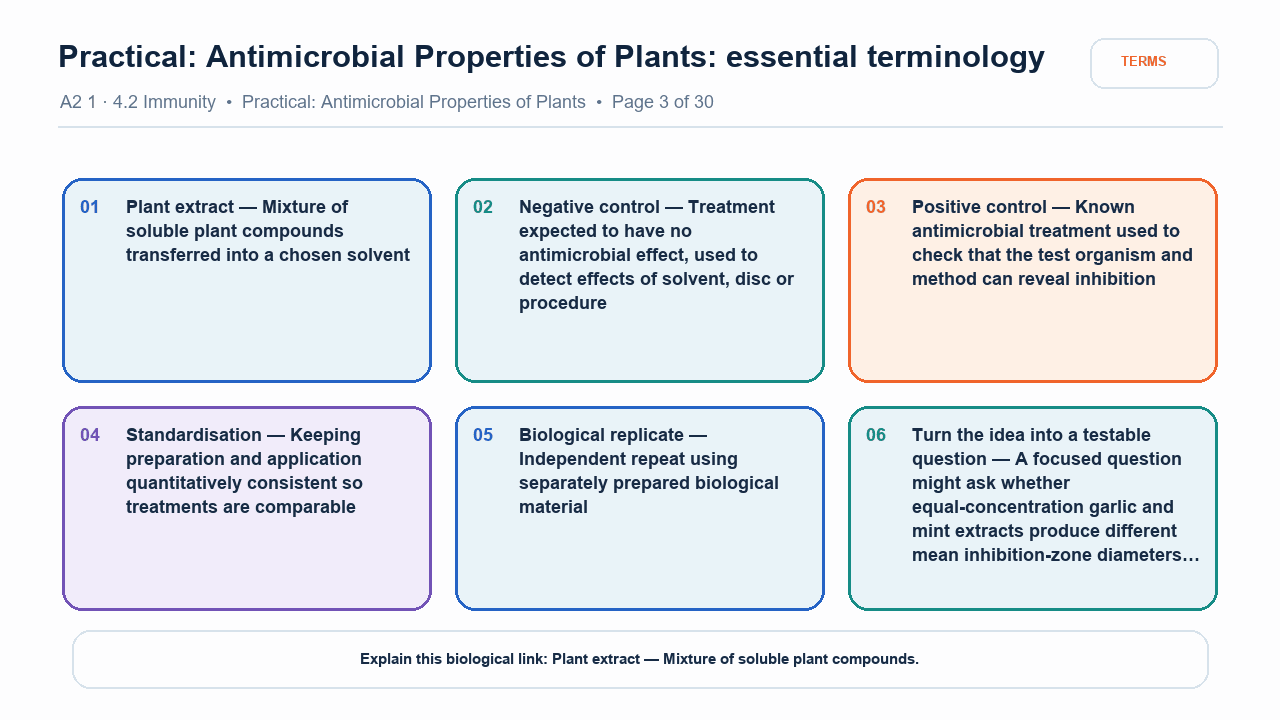 Practical: Antimicrobial Properties of Plants: essential terminology
TERMS
A2 1 · 4.2 Immunity • Practical: Antimicrobial Properties of Plants • Page 3 of 30
01
Plant extract — Mixture of
soluble plant compounds
transferred into a chosen solvent
02
Negative control — Treatment
expected to have no
antimicrobial effect, used to
detect effects of solvent, disc or
procedure
03
Positive control — Known
antimicrobial treatment used to
check that the test organism and
method can reveal inhibition
04
Standardisation — Keeping
preparation and application
quantitatively consistent so
treatments are comparable
05
Biological replicate —
Independent repeat using
separately prepared biological
material
06
Turn the idea into a testable
question — A focused question
might ask whether
equal-concentration garlic and
mint extracts produce different
mean inhibition-zone diameters…
Explain this biological link: Plant extract — Mixture of soluble plant compounds.